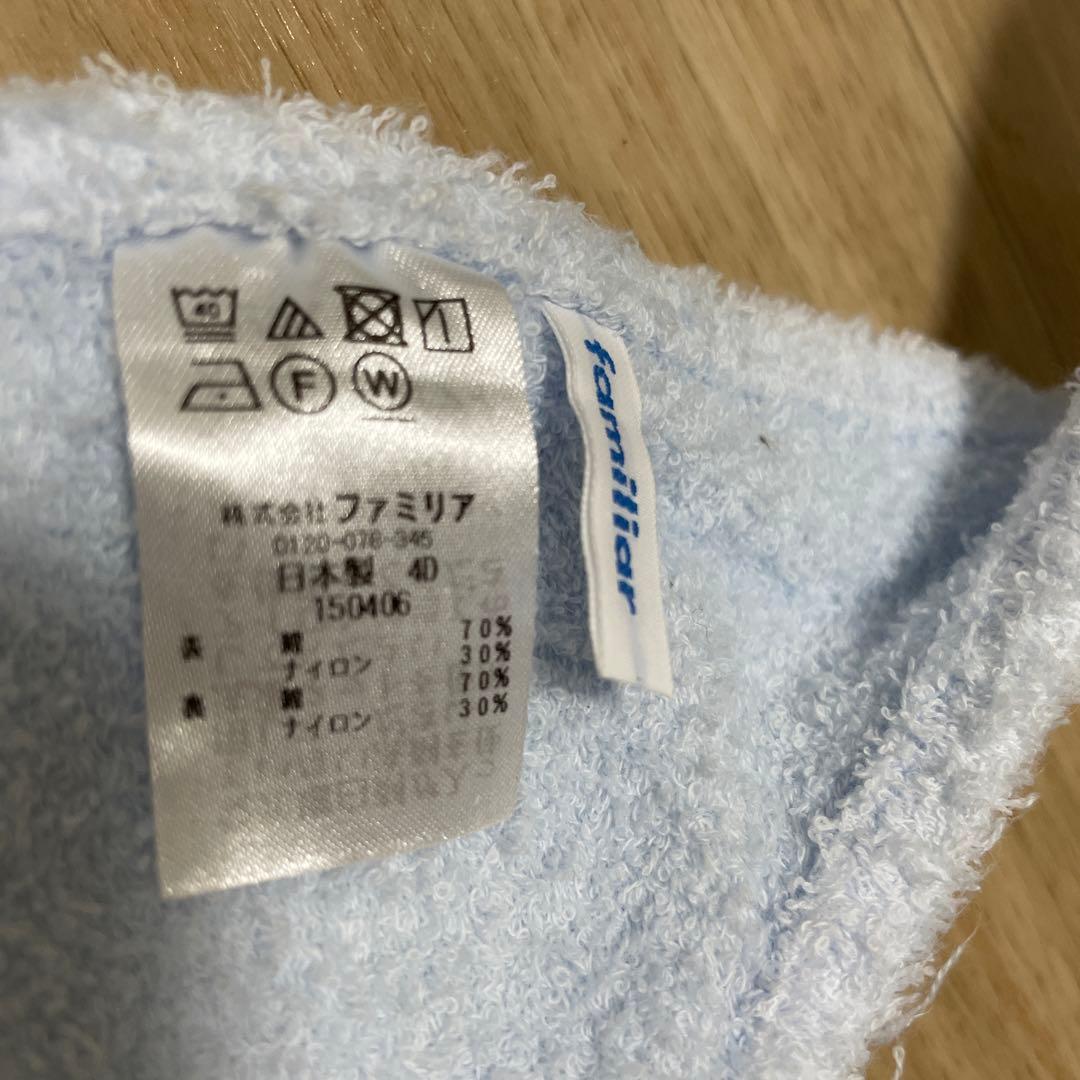 40
F W
株式会社 ファミリア
0120-078-345
日本製 4D
150406
表 綿 70%
ナイロン 30%
裏 綿 70%
ナイロン 30%
familiar